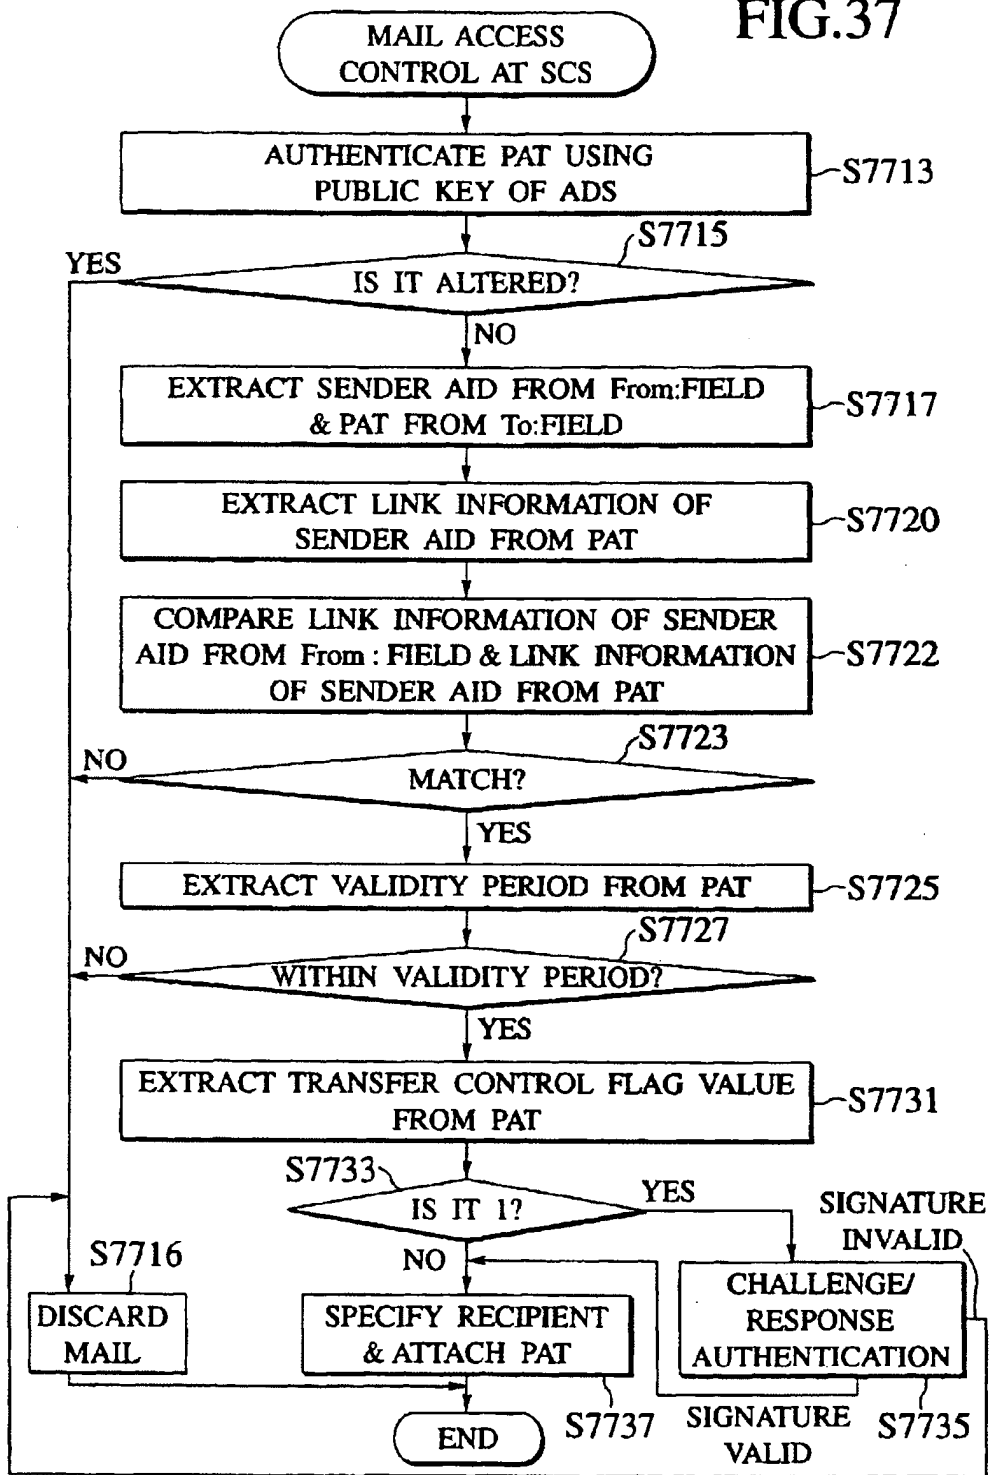 FIG.37
MAIL ACCESS
CONTROL AT SCS
AUTHENTICATE PAT USING
PUBLIC KEY OF ADS
S7713
S7715
YES
IS IT ALTERED?
NO
EXTRACT SENDER AID FROM From:FIELD
& PAT FROM To:FIELD
S7717
EXTRACT LINK INFORMATION OF
SENDER AID FROM PAT
S7720
COMPARE LINK INFORMATION OF SENDER
AID FROM From : FIELD & LINK INFORMATION
OF SENDER AID FROM PAT
S7722
S7723
NO
MATCH?
YES
EXTRACT VALIDITY PERIOD FROM PAT
S7725
S7727
NO
WITHIN VALIDITY PERIOD?
YES
EXTRACT TRANSFER CONTROL FLAG VALUE
FROM PAT
S7731
S7733
IS IT 1?
YES
NO
SIGNATURE
INVALID
S7716
DISCARD
MAIL
SPECIFY RECIPIENT
& ATTACH PAT
S7737
CHALLENGE/
RESPONSE
AUTHENTICATION
S7735
SIGNATURE
VALID
END